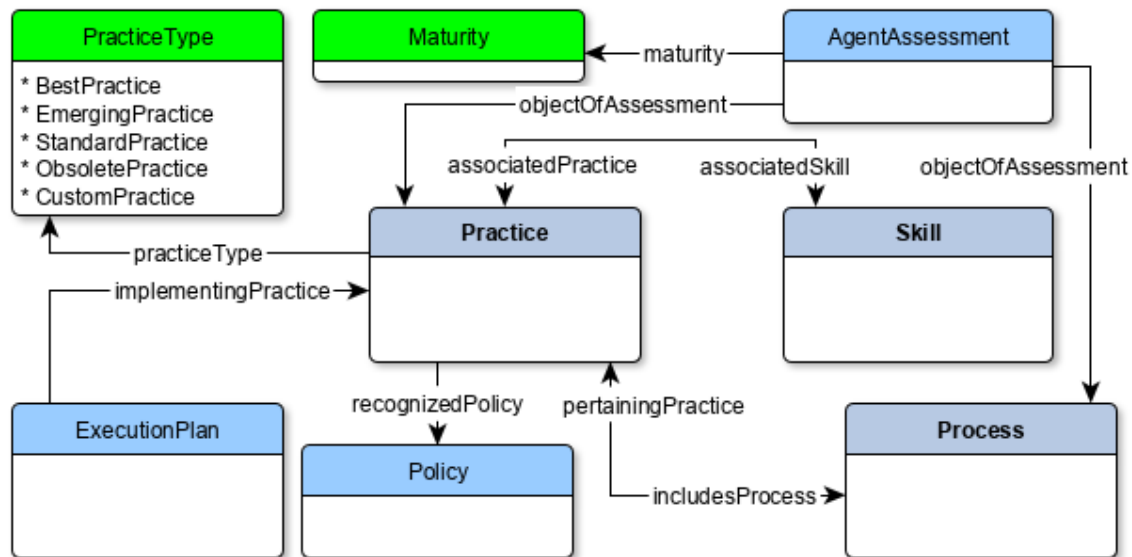 PracticeType
* BestPractice
* EmergingPractice
* StandardPractice
* ObsoletePractice
* CustomPractice
Maturity
AgentAssessment
maturity
objectOfAssessment
associatedPractice
associatedSkill
objectOfAssessment
Practice
Skill
practiceType
implementingPractice
recognizedPolicy
pertainingPractice
ExecutionPlan
Policy
Process
includesProcess